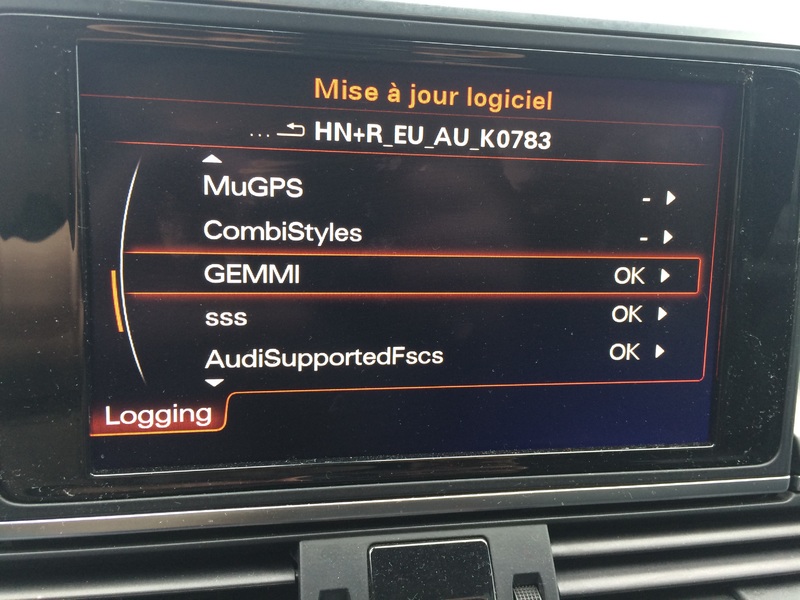 Mise à jour logiciel
... HN+R_EU_AU_K0783
MuGPS -
CombiStyles -
GEMMI OK
sss OK
AudiSupportedFscs OK
Logging